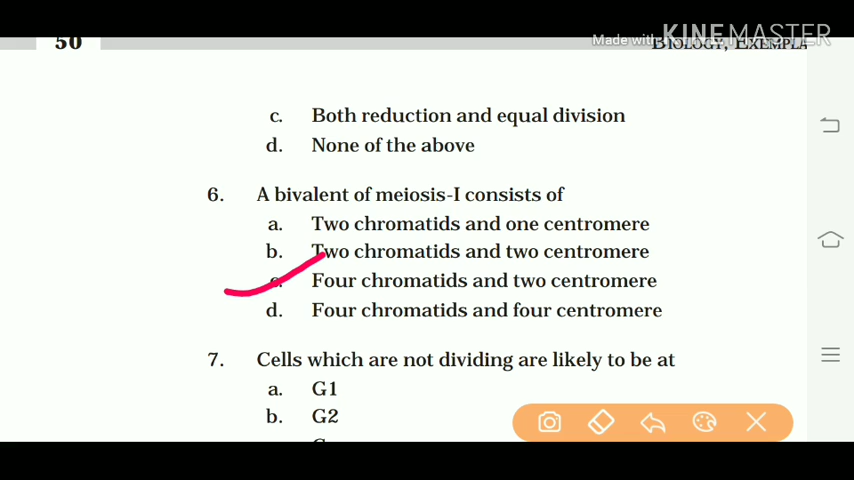 Made with KINEMASTER
50 BIOLOGY, EXEMPLA
c. Both reduction and equal division
d. None of the above
6. A bivalent of meiosis-I consists of
a. Two chromatids and one centromere
b. Two chromatids and two centromere
c. Four chromatids and two centromere
d. Four chromatids and four centromere
7. Cells which are not dividing are likely to be at
a. G1
b. G2